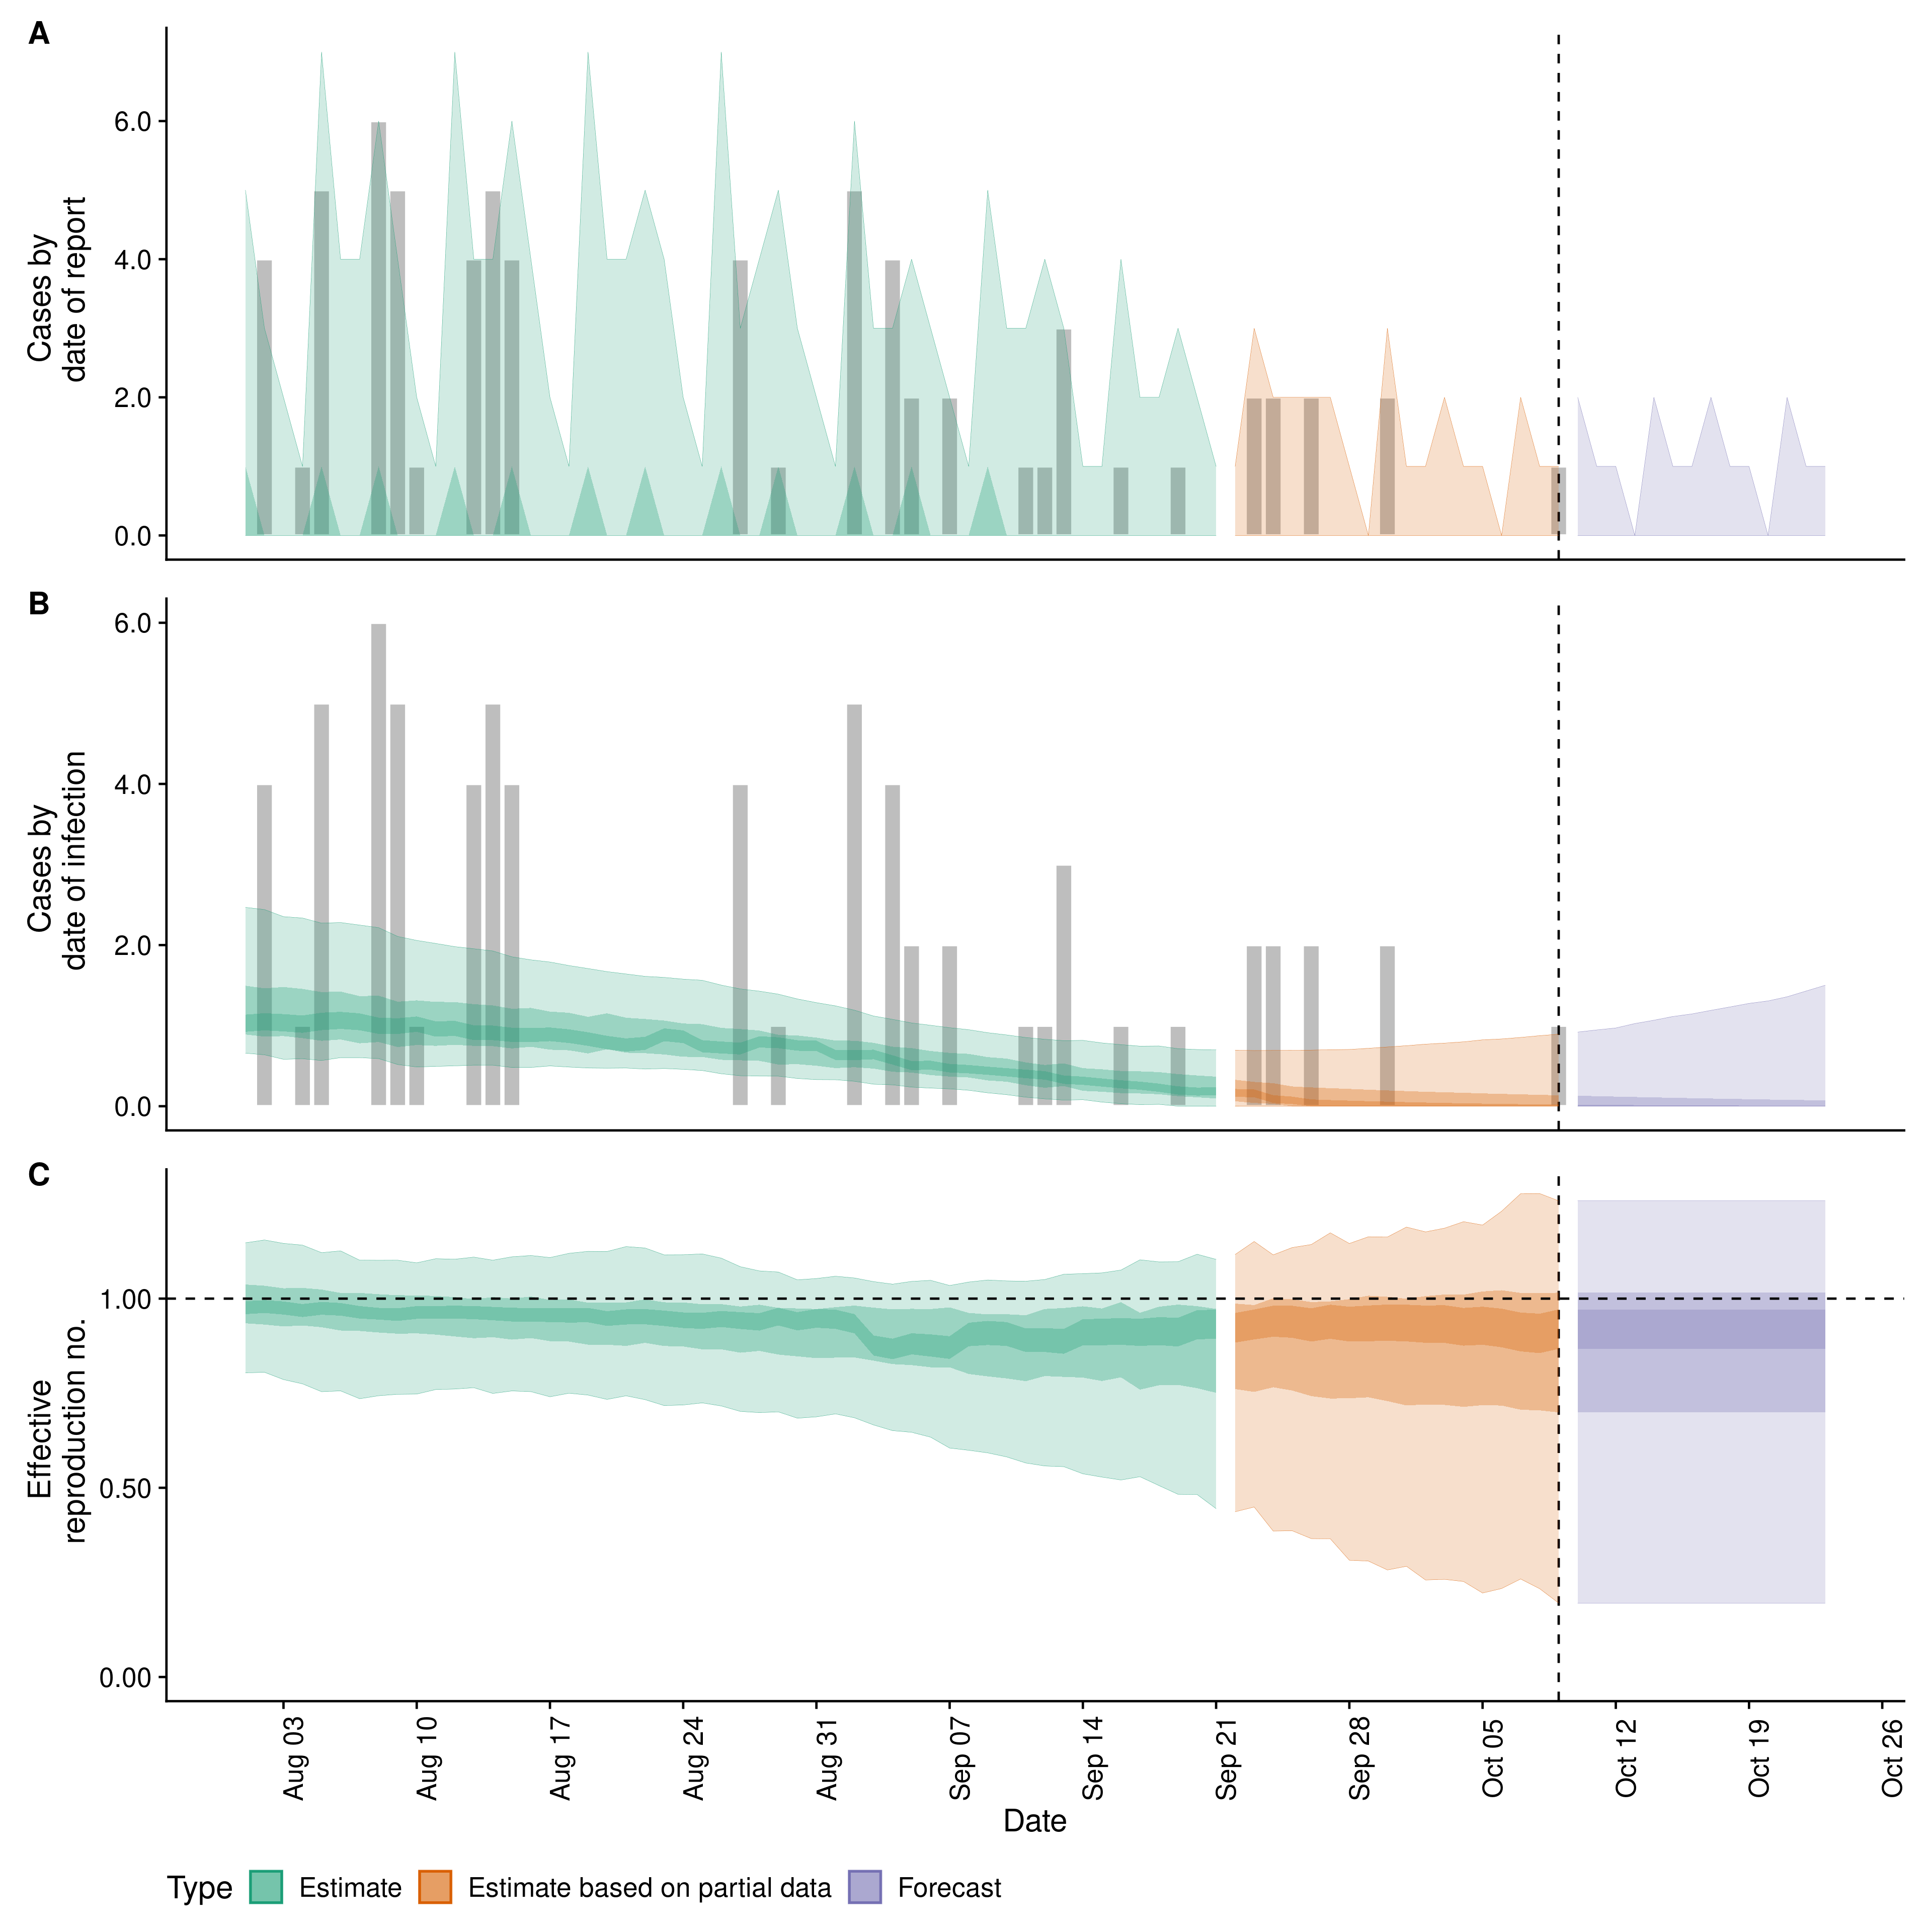 A
Cases by
date of report
6.0
4.0
2.0
0.0
B
Cases by
date of infection
6.0
4.0
2.0
0.0
C
Effective
reproduction no.
1.00
0.50
0.00
Aug 03
Aug 10
Aug 17
Aug 24
Aug 31
Sep 07
Sep 14
Sep 21
Sep 28
Oct 05
Oct 12
Oct 19
Oct 26
Date
Type Estimate Estimate based on partial data Forecast